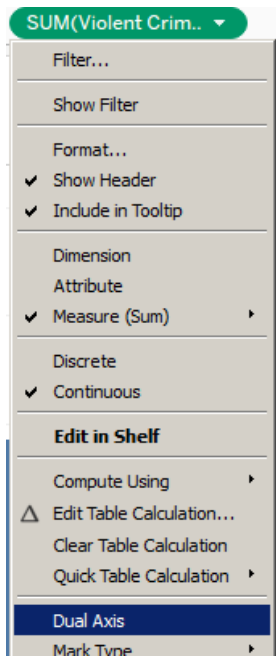 SUM(Violent Crim..
Filter...
Show Filter
Format...
Show Header
Include in Tooltip
Dimension
Attribute
Measure (Sum)
Discrete
Continuous
Edit in Shelf
Compute Using
Edit Table Calculation...
Clear Table Calculation
Quick Table Calculation
Dual Axis
Mark Type